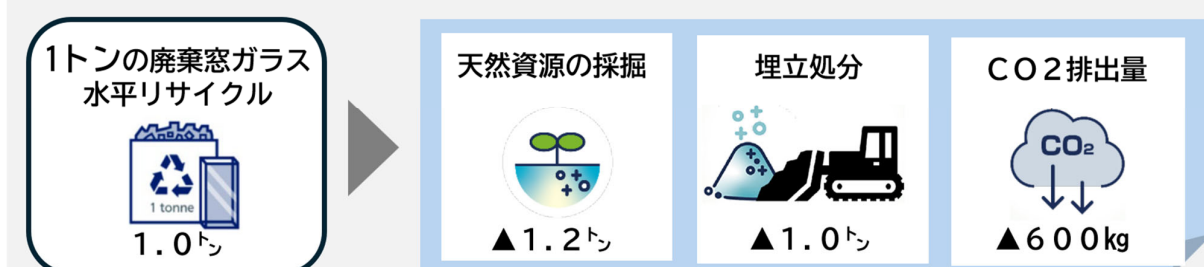 1トンの廃棄窓ガラス
水平リサイクル
1 tonne
1.0トン
天然資源の採掘
▲1.2トン
埋立処分
▲1.0トン
CO2排出量
CO₂
▲600kg